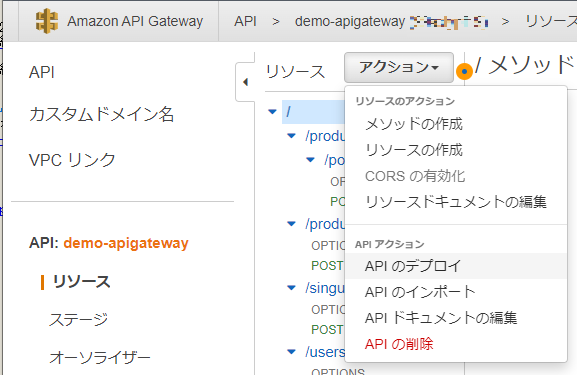 Amazon API Gateway
API > demo-apigateway > リソース
API
カスタムドメイン名
VPC リンク
API: demo-apigateway
リソース
ステージ
オーソライザー
リソース
アクション
/ メソッド
/
/produ
/po
OP
PO
/produ
OPTIO
POST
/singu
OPTIO
POST
/users
OPTIONS
リソースのアクション
メソッドの作成
リソースの作成
CORS の有効化
リソースドキュメントの編集
API アクション
API のデプロイ
API のインポート
API ドキュメントの編集
API の削除